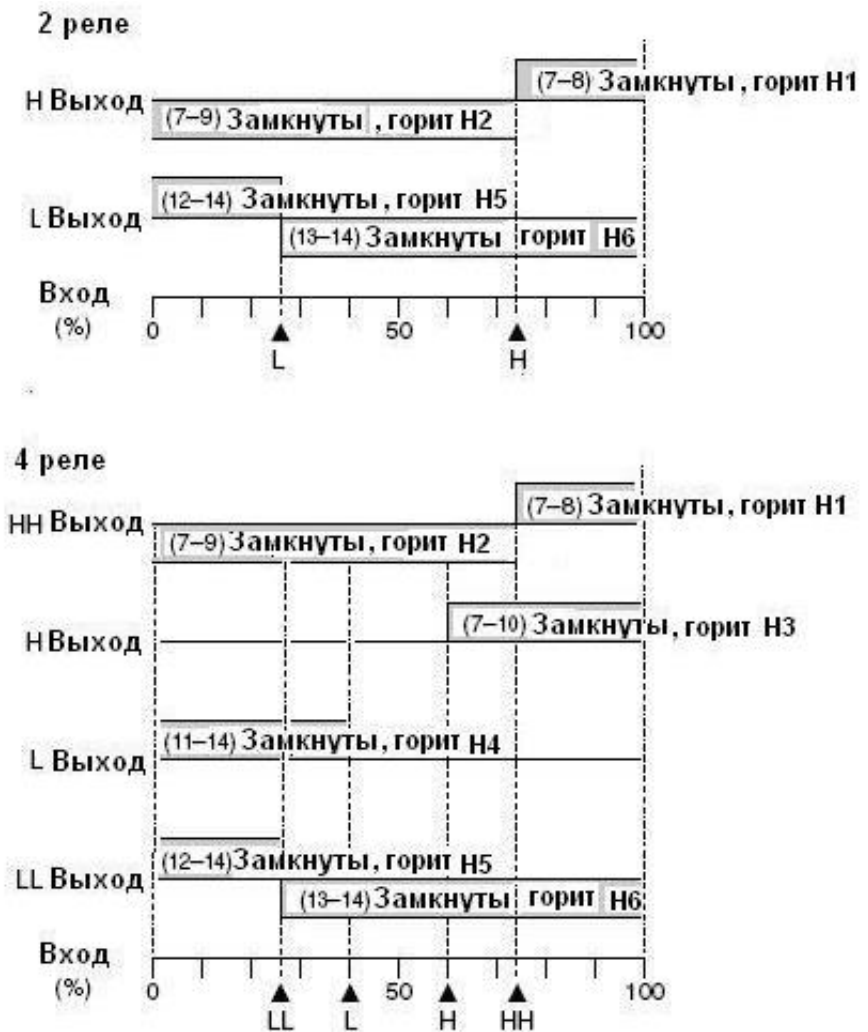 2 реле
(7–8) Замкнуты, горит H1
H Выход
(7–9) Замкнуты, горит H2
(12–14) Замкнуты, горит H5
L Выход
(13–14) Замкнуты горит H6
Вход
(%)
0 50 100
L H
4 реле
(7–8) Замкнуты, горит H1
HH Выход
(7–9) Замкнуты, горит H2
(7–10) Замкнуты, горит H3
H Выход
(11–14) Замкнуты, горит H4
L Выход
(12–14) Замкнуты, горит H5
LL Выход
(13–14) Замкнуты горит H6
Вход
(%)
0 50 100
LL L H HH